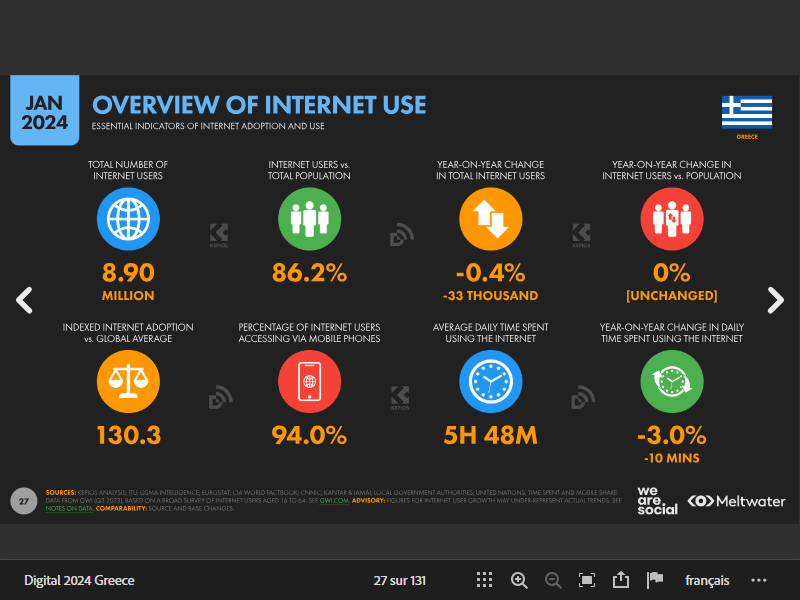 JAN
2024
OVERVIEW OF INTERNET USE
ESSENTIAL INDICATORS OF INTERNET ADOPTION AND USE
GREECE
TOTAL NUMBER OF
INTERNET USERS
8.90
MILLION
INTERNET USERS vs.
TOTAL POPULATION
86.2%
YEAR-ON-YEAR CHANGE
IN TOTAL INTERNET USERS
-0.4%
-33 THOUSAND
YEAR-ON-YEAR CHANGE IN
INTERNET USERS vs. POPULATION
0%
[UNCHANGED]
KEPIOS
KEPIOS
INDEXED INTERNET ADOPTION
vs. GLOBAL AVERAGE
130.3
PERCENTAGE OF INTERNET USERS
ACCESSING VIA MOBILE PHONES
94.0%
AVERAGE DAILY TIME SPENT
USING THE INTERNET
5H 48M
YEAR-ON-YEAR CHANGE IN DAILY
TIME SPENT USING THE INTERNET
-3.0%
-10 MINS
KEPIOS
27
SOURCES: KEPIOS ANALYSIS; ITU; GSMA INTELLIGENCE; EUROSTAT; CIA WORLD FACTBOOK; CNNIC; KANTAR & IAMAI; LOCAL GOVERNMENT AUTHORITIES; UNITED NATIONS. TIME SPENT AND MOBILE SHARE
DATA FROM GWI (Q3 2023), BASED ON A BROAD SURVEY OF INTERNET USERS AGED 16 TO 64. SEE GWI.COM. ADVISORY: FIGURES FOR INTERNET USER GROWTH MAY UNDER-REPRESENT ACTUAL TRENDS. SEE
NOTES ON DATA. COMPARABILITY: SOURCE AND BASE CHANGES.
we
are.
social
Meltwater
Digital 2024 Greece
27 sur 131
français